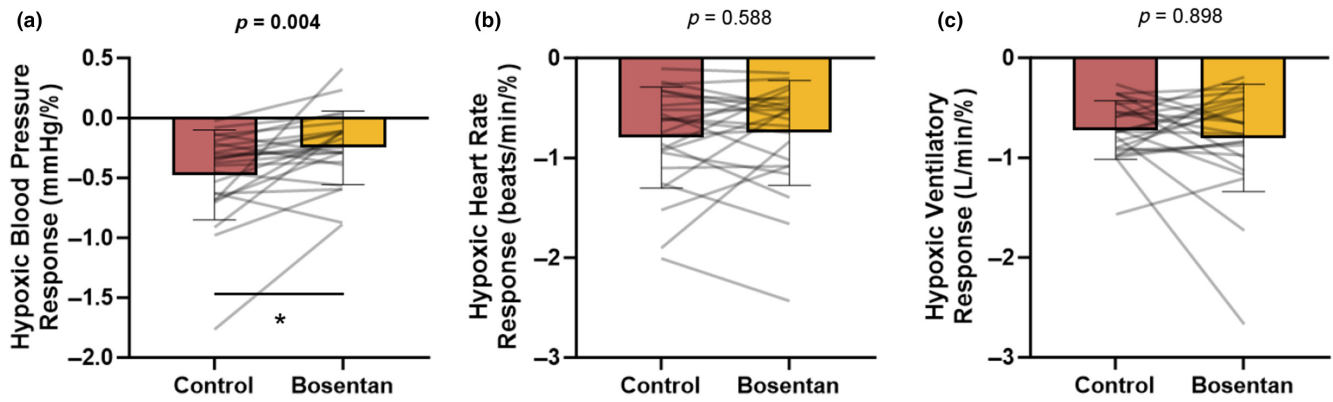 (a)
p = 0.004
Hypoxic Blood Pressure
Response (mmHg/%)
0.5
0.0
–0.5
–1.0
–1.5
–2.0
*
Control
Bosentan
(b)
p = 0.588
Hypoxic Heart Rate
Response (beats/min/%)
0
–1
–2
–3
Control
Bosentan
(c)
p = 0.898
Hypoxic Ventilatory
Response (L/min/%)
0
–1
–2
–3
Control
Bosentan